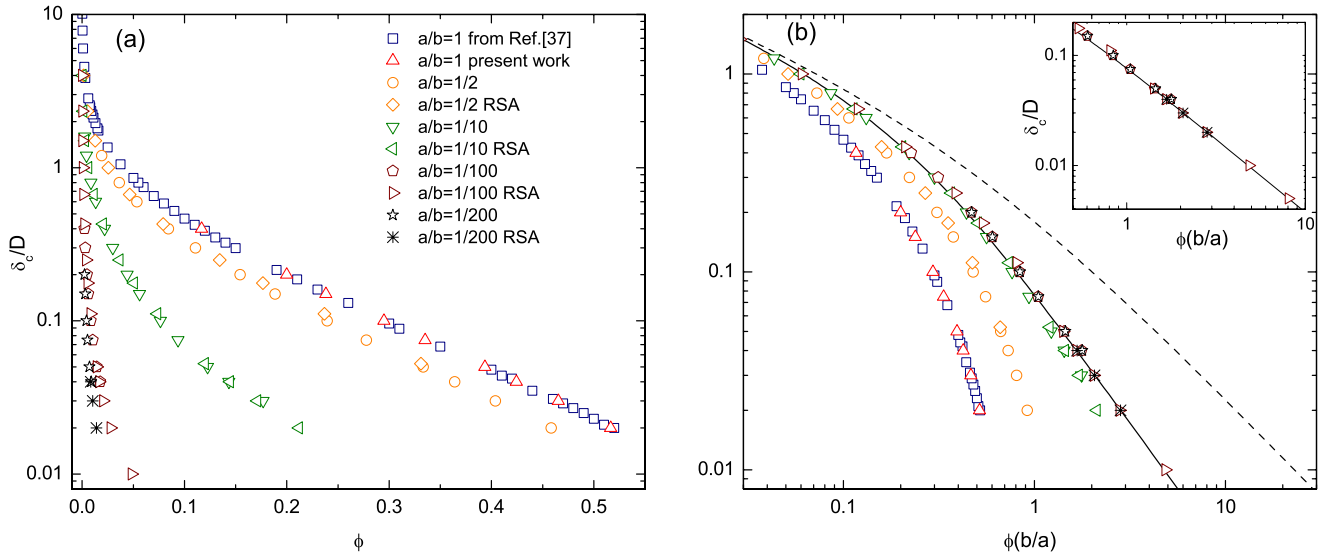 (a)
a/b=1 from Ref.[37]
a/b=1 present work
a/b=1/2
a/b=1/2 RSA
a/b=1/10
a/b=1/10 RSA
a/b=1/100
a/b=1/100 RSA
a/b=1/200
a/b=1/200 RSA
10
1
0.1
0.01
δc/D
0.0
0.1
0.2
0.3
0.4
0.5
ϕ
(b)
1
0.1
0.01
δc/D
0.1
1
10
ϕ(b/a)
0.1
0.01
δc/D
1
10
ϕ(b/a)